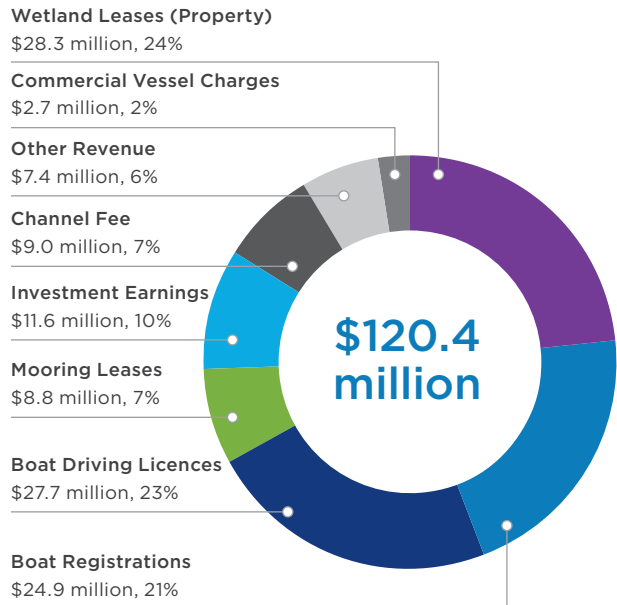 Wetland Leases (Property)
$28.3 million, 24%
Commercial Vessel Charges
$2.7 million, 2%
Other Revenue
$7.4 million, 6%
Channel Fee
$9.0 million, 7%
Investment Earnings
$11.6 million, 10%
Mooring Leases
$8.8 million, 7%
Boat Driving Licences
$27.7 million, 23%
Boat Registrations
$24.9 million, 21%
$120.4
million